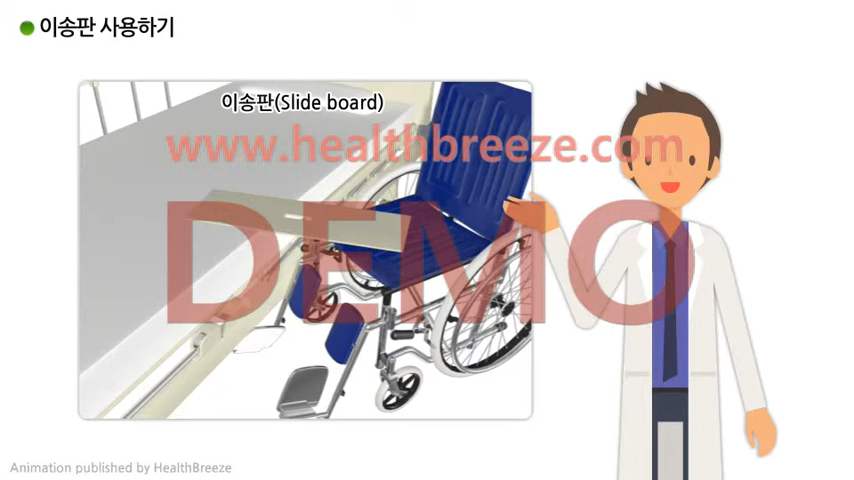 이송판 사용하기
이송판(Slide board)
www.healthbreeze.com
DEMO
Animation published by HealthBreeze